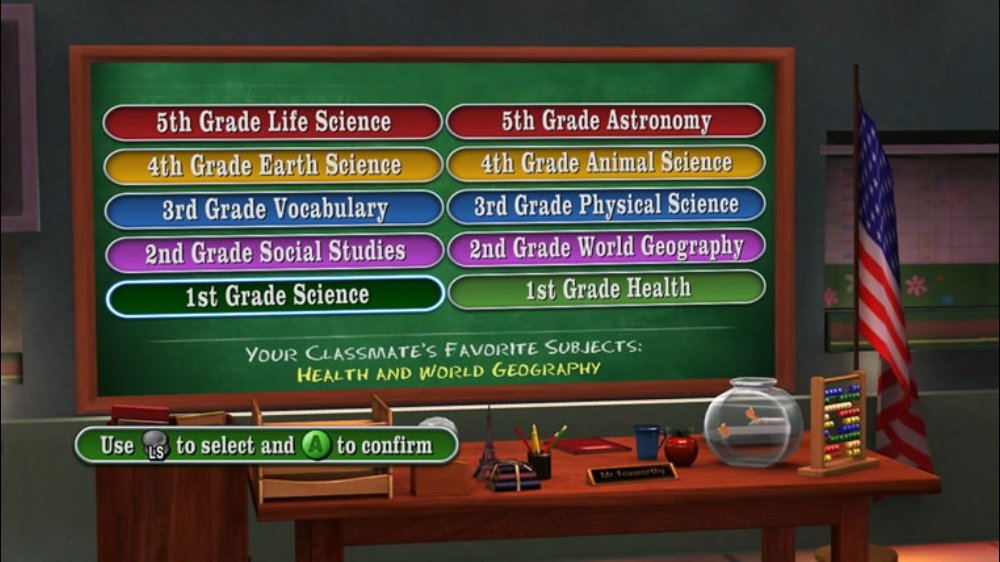 5th Grade Life Science
5th Grade Astronomy
4th Grade Earth Science
4th Grade Animal Science
3rd Grade Vocabulary
3rd Grade Physical Science
2nd Grade Social Studies
2nd Grade World Geography
1st Grade Science
1st Grade Health
Your Classmate's Favorite Subjects:
Health and World Geography
Use LS to select and A to confirm
Mr. Foxworthy